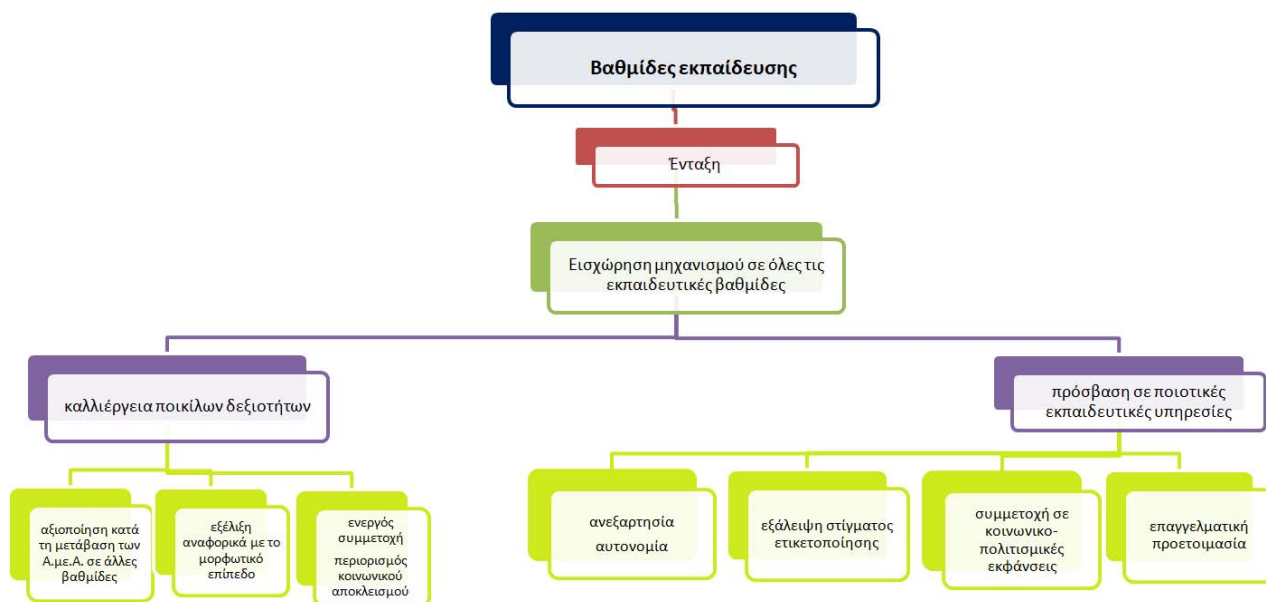 Βαθμίδες εκπαίδευσης
Ένταξη
Εισχώρηση μηχανισμού σε όλες τις
εκπαιδευτικές βαθμίδες
καλλιέργεια ποικίλων δεξιοτήτων
πρόσβαση σε ποιοτικές
εκπαιδευτικές υπηρεσίες
αξιοποίηση κατά
τη μετάβαση των
Α.με.Α. σε άλλες
βαθμίδες
εξέλιξη
αναφορικά με το
μορφωτικό
επίπεδο
ενεργός
συμμετοχή
περιορισμός
κοινωνικού
αποκλεισμού
ανεξαρτησία
αυτονομία
εξάλειψη στίγματος
ετικετοποίησης
συμμετοχή σε
κοινωνικο-
πολιτισμικές
εκφάνσεις
επαγγελματική
προετοιμασία